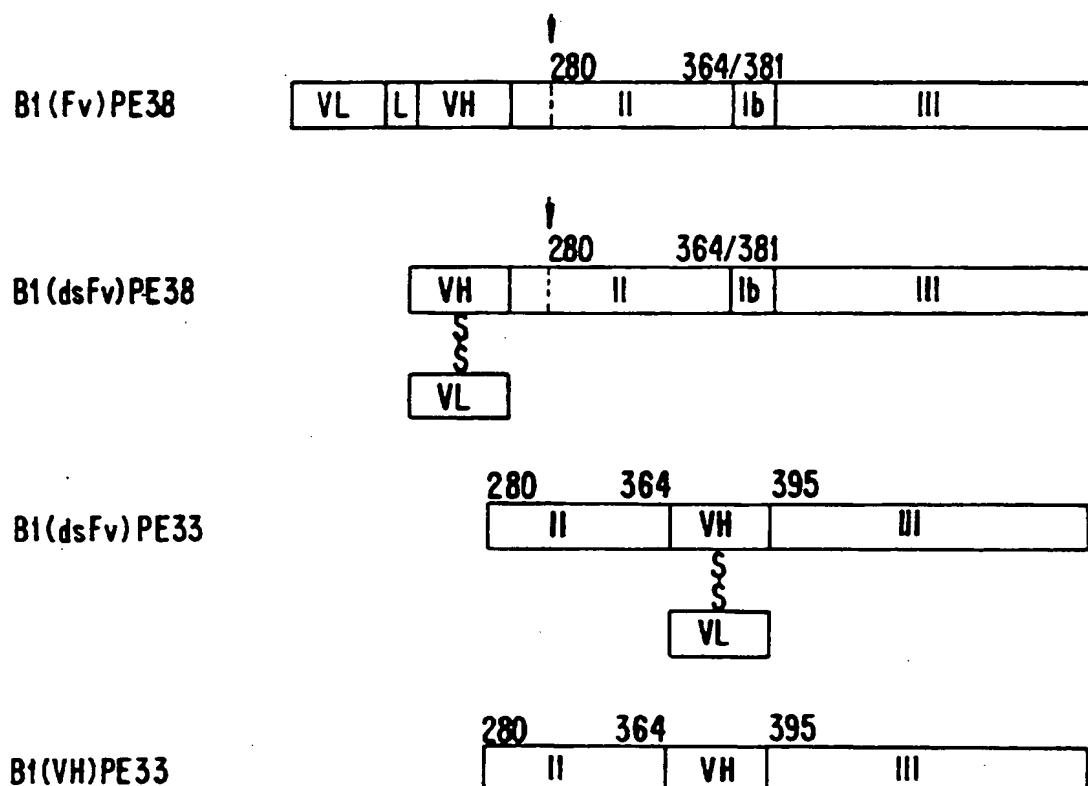 280 364/381
B1(Fv)PE38 VL L VH II Ib III
280 364/381
B1(dsFv)PE38 VH II Ib III
S
S
VL
280 364 395
B1(dsFv)PE33 II VH III
S
S
VL
280 364 395
B1(VH)PE33 II VH III